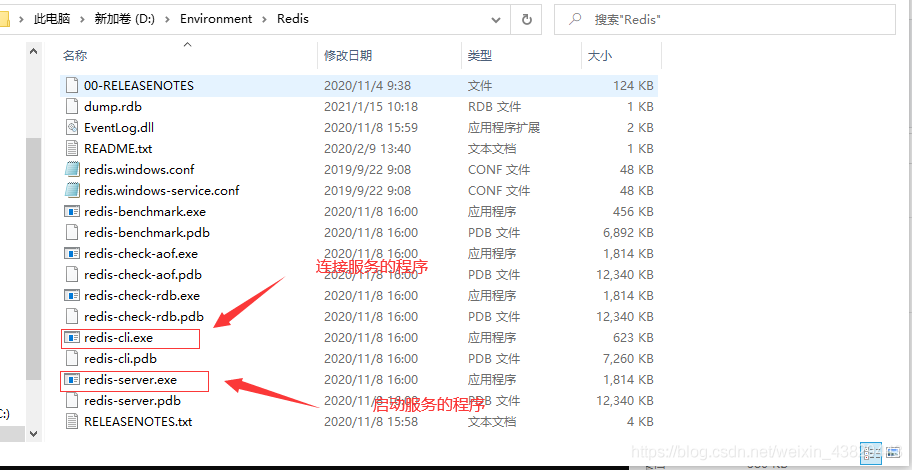 此电脑 > 新加卷 (D:) > Environment > Redis
搜索"Redis"
名称 修改日期 类型 大小
00-RELEASENOTES 2020/11/4 9:38 文件 124 KB
dump.rdb 2021/1/15 10:18 RDB 文件 1 KB
EventLog.dll 2020/11/8 15:59 应用程序扩展 2 KB
README.txt 2020/2/9 13:40 文本文档 1 KB
redis.windows.conf 2019/9/22 9:08 CONF 文件 48 KB
redis.windows-service.conf 2019/9/22 9:08 CONF 文件 48 KB
redis-benchmark.exe 2020/11/8 16:00 应用程序 456 KB
redis-benchmark.pdb 2020/11/8 16:00 PDB 文件 6,892 KB
redis-check-aof.exe 2020/11/8 16:00 应用程序 1,814 KB
连接服务的程序
redis-check-aof.pdb 2020/11/8 16:00 PDB 文件 12,340 KB
redis-check-rdb.exe 2020/11/8 16:00 应用程序 1,814 KB
redis-check-rdb.pdb 2020/11/8 16:00 PDB 文件 12,340 KB
redis-cli.exe 2020/11/8 16:00 应用程序 623 KB
redis-cli.pdb 2020/11/8 16:00 PDB 文件 7,260 KB
redis-server.exe 2020/11/8 16:00 应用程序 1,814 KB
redis-server.pdb 2020/11/8 16:00 PDB 文件 12,340 KB
启动服务的程序
RELEASENOTES.txt 2020/11/8 15:58 文本文档 4 KB
C:)